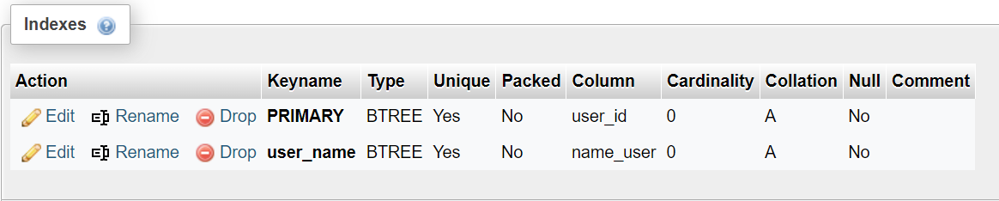 Indexes
Action Keyname Type Unique Packed Column Cardinality Collation Null Comment
Edit Rename Drop PRIMARY BTREE Yes No user_id 0 A No
Edit Rename Drop user_name BTREE Yes No name_user 0 A No